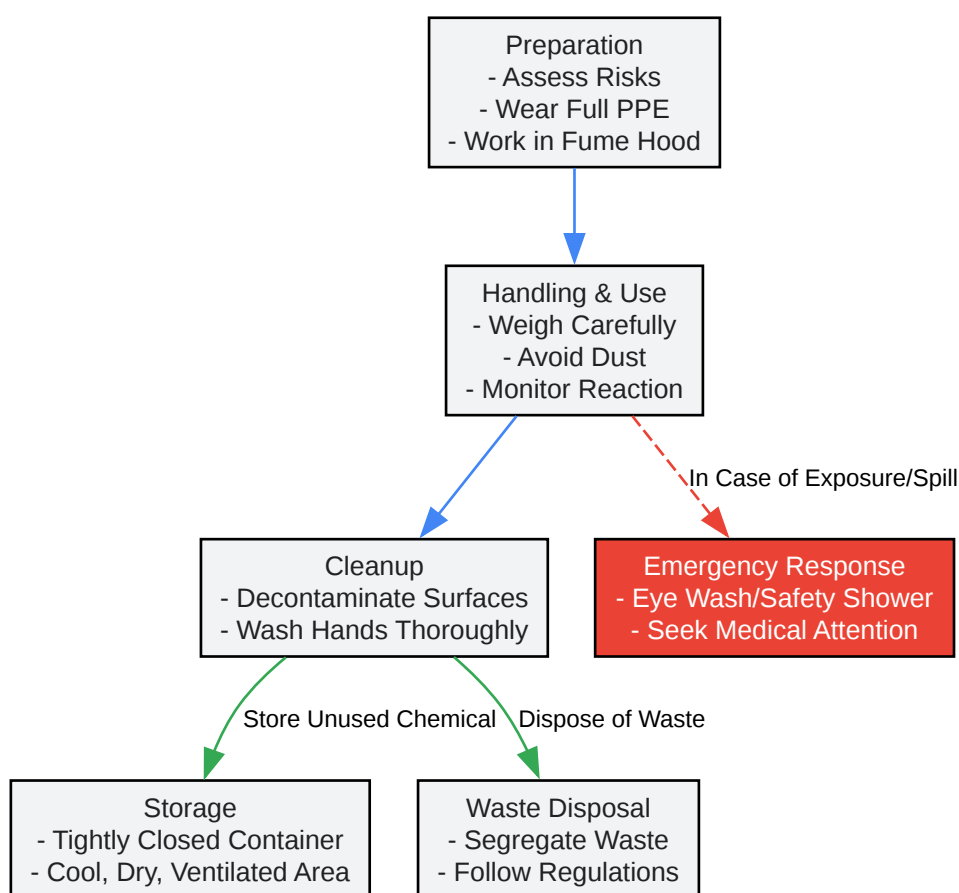 Preparation
- Assess Risks
- Wear Full PPE
- Work in Fume Hood
Handling & Use
- Weigh Carefully
- Avoid Dust
- Monitor Reaction
In Case of Exposure/Spill
Cleanup
- Decontaminate Surfaces
- Wash Hands Thoroughly
Emergency Response
- Eye Wash/Safety Shower
- Seek Medical Attention
Store Unused Chemical
Dispose of Waste
Storage
- Tightly Closed Container
- Cool, Dry, Ventilated Area
Waste Disposal
- Segregate Waste
- Follow Regulations